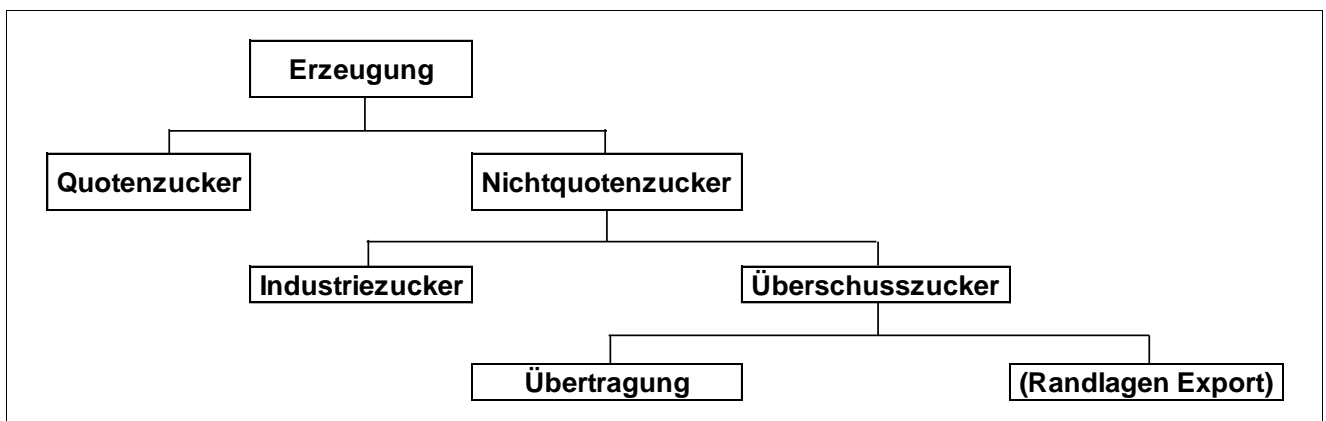 Erzeugung
Quotenzucker
Nichtquotenzucker
Industriezucker
Überschusszucker
Übertragung
(Randlagen Export)